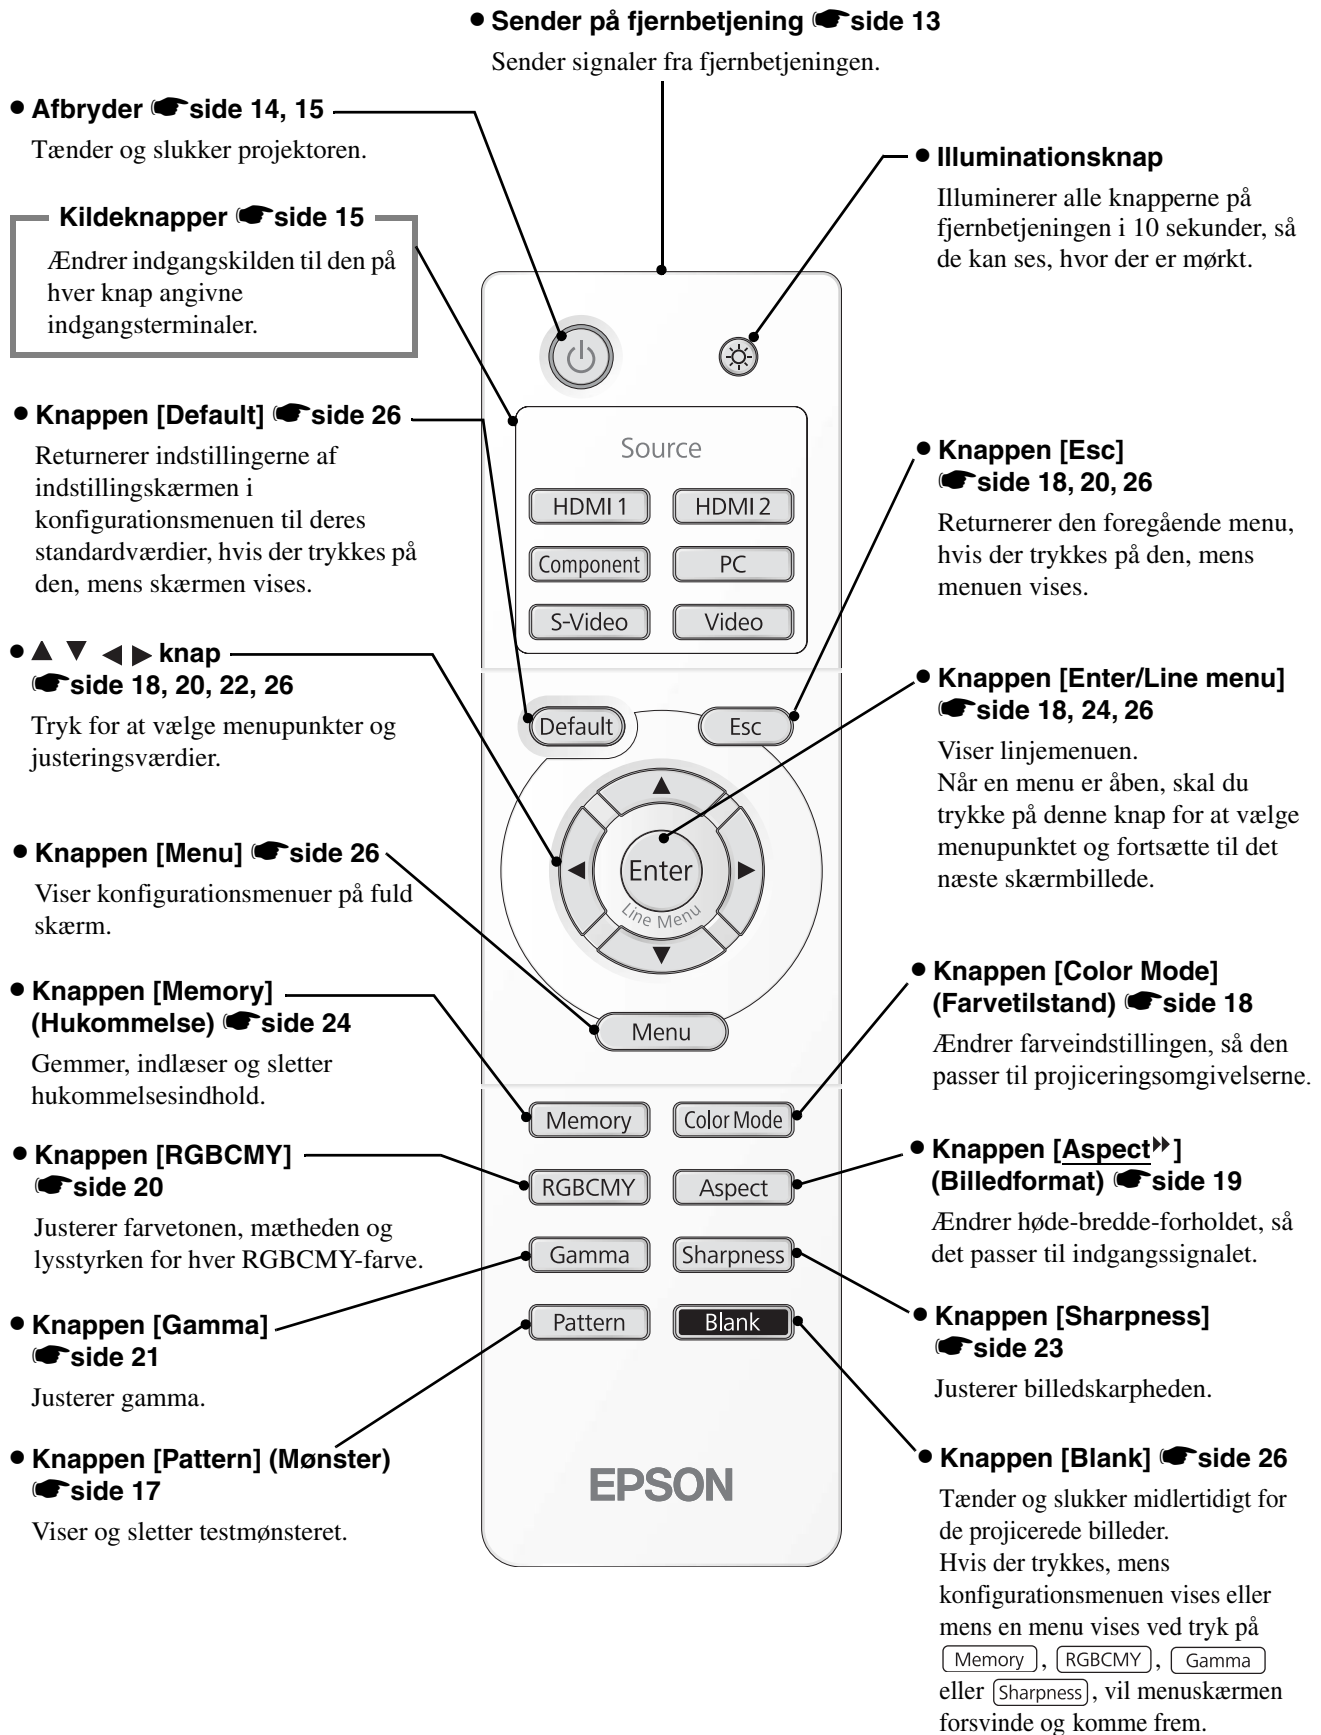 ● Sender på fjernbetjening ☛side 13
Sender signaler fra fjernbetjeningen.
● Afbryder ☛side 14, 15
Tænder og slukker projektoren.
Kildeknapper ☛side 15
Ændrer indgangskilden til den på
hver knap angivne
indgangsterminaler.
● Knappen [Default] ☛side 26
Returnerer indstillingerne af
indstillingskærmen i
konfigurationsmenuen til deres
standardværdier, hvis der trykkes på
den, mens skærmen vises.
● ▲ ▼ ◀ ▶ knap
☛side 18, 20, 22, 26
Tryk for at vælge menupunkter og
justeringsværdier.
● Knappen [Menu] ☛side 26
Viser konfigurationsmenuer på fuld
skærm.
● Knappen [Memory]
(Hukommelse) ☛side 24
Gemmer, indlæser og sletter
hukommelsesindhold.
● Knappen [RGBCMY]
☛side 20
Justerer farvetonen, mætheden og
lysstyrken for hver RGBCMY-farve.
● Knappen [Gamma]
☛side 21
Justerer gamma.
● Knappen [Pattern] (Mønster)
☛side 17
Viser og sletter testmønsteret.
Source
HDMI 1 HDMI 2
Component PC
S-Video Video
Default Esc
▲
◀ Enter ▶
Line Menu
▼
Menu
Memory Color Mode
RGBCMY Aspect
Gamma Sharpness
Pattern Blank
EPSON
● Illuminationsknap
Illuminerer alle knapperne på
fjernbetjeningen i 10 sekunder, så
de kan ses, hvor der er mørkt.
● Knappen [Esc]
☛side 18, 20, 26
Returnerer den foregående menu,
hvis der trykkes på den, mens
menuen vises.
● Knappen [Enter/Line menu]
☛side 18, 24, 26
Viser linjemenuen.
Når en menu er åben, skal du
trykke på denne knap for at vælge
menupunktet og fortsætte til det
næste skærmbillede.
● Knappen [Color Mode]
(Farvetilstand) ☛side 18
Ændrer farveindstillingen, så den
passer til projiceringsomgivelserne.
● Knappen [Aspect▸▸]
(Billedformat) ☛side 19
Ændrer høde-bredde-forholdet, så
det passer til indgangssignalet.
● Knappen [Sharpness]
☛side 23
Justerer billedskarpheden.
● Knappen [Blank] ☛side 26
Tænder og slukker midlertidigt for
de projicerede billeder.
Hvis der trykkes, mens
konfigurationsmenuen vises eller
mens en menu vises ved tryk på
Memory, RGBCMY, Gamma
eller Sharpness, vil menuskærmen
forsvinde og komme frem.